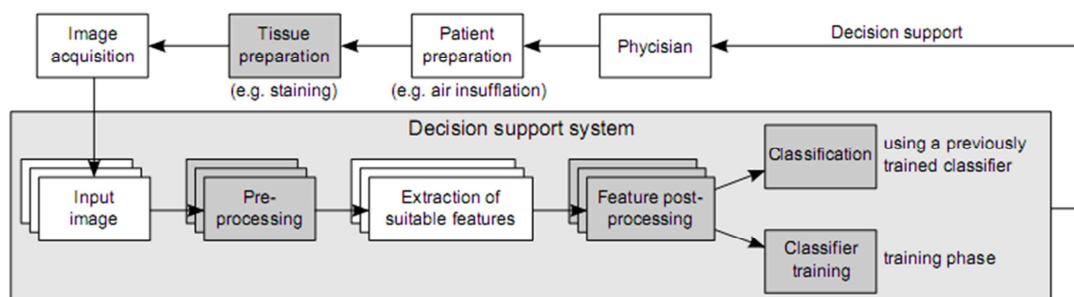 Image
acquisition
Tissue
preparation
(e.g. staining)
Patient
preparation
(e.g. air insufflation)
Phycisian
Decision support
Decision support system
Input
image
Pre-
processing
Extraction of
suitable features
Feature post-
processing
Classification
using a previously
trained classifier
Classifier
training
training phase